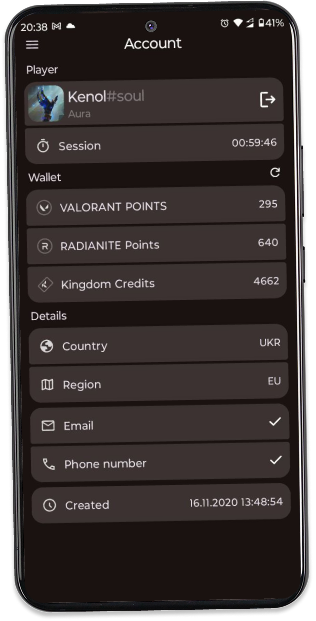 20:38 41%
Account
Player
Kenol#soul
Aura
Session 00:59:46
Wallet
VALORANT POINTS 295
RADIANITE Points 640
Kingdom Credits 4662
Details
Country UKR
Region EU
Email
Phone number
Created 16.11.2020 13:48:54